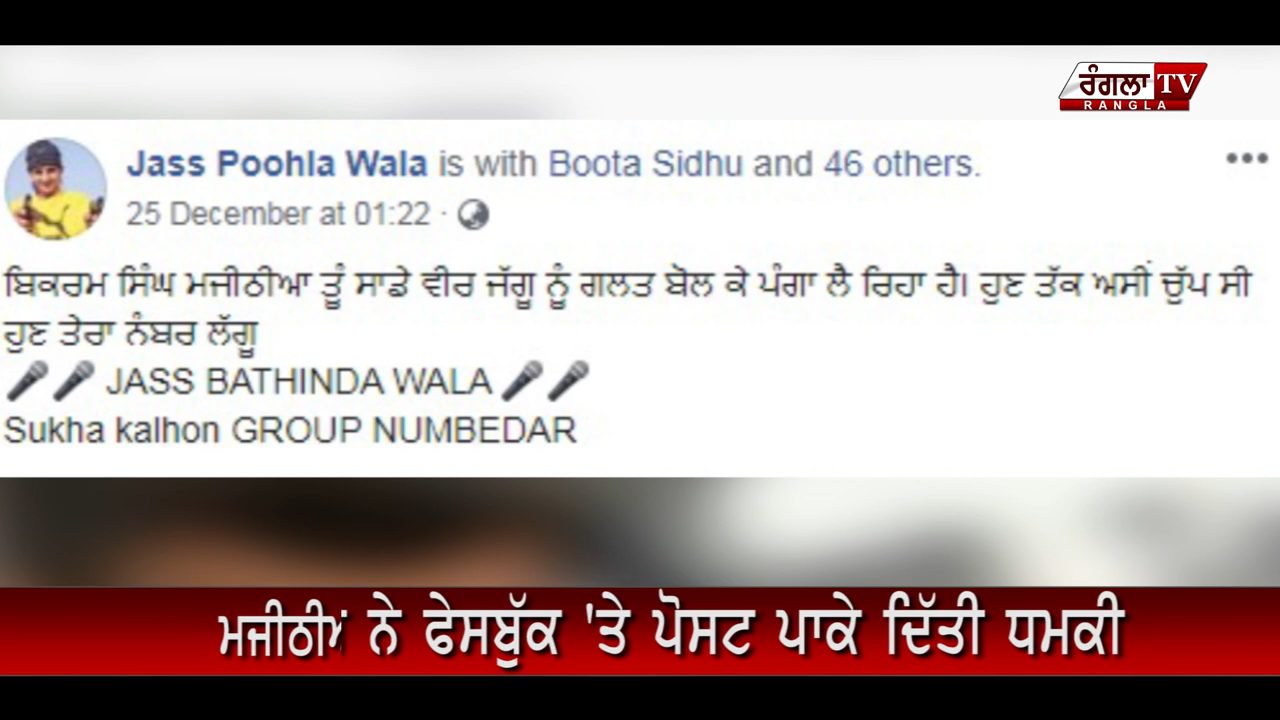 ਰੰਗਲਾ TV
RANGLA
Jass Poohla Wala is with Boota Sidhu and 46 others.
25 December at 01:22 ·
ਬਿਕਰਮ ਸਿੰਘ ਮਜੀਠੀਆ ਤੂੰ ਸਾਡੇ ਵੀਰ ਜੱਗੂ ਨੂੰ ਗਲਤ ਬੋਲ ਕੇ ਪੰਗਾ ਲੈ ਰਿਹਾ ਹੈ। ਹੁਣ ਤੱਕ ਅਸੀਂ ਚੁੱਪ ਸੀ
ਹੁਣ ਤੇਰਾ ਨੰਬਰ ਲੱਗੂ
🎤🎤 JASS BATHINDA WALA 🎤🎤
Sukha kalhon GROUP NUMBEDAR
ਨੇ ਫੇਸਬੁੱਕ 'ਤੇ ਪੋਸਟ ਪਾਕੇ ਦਿੱਤੀ ਧਮਕੀ